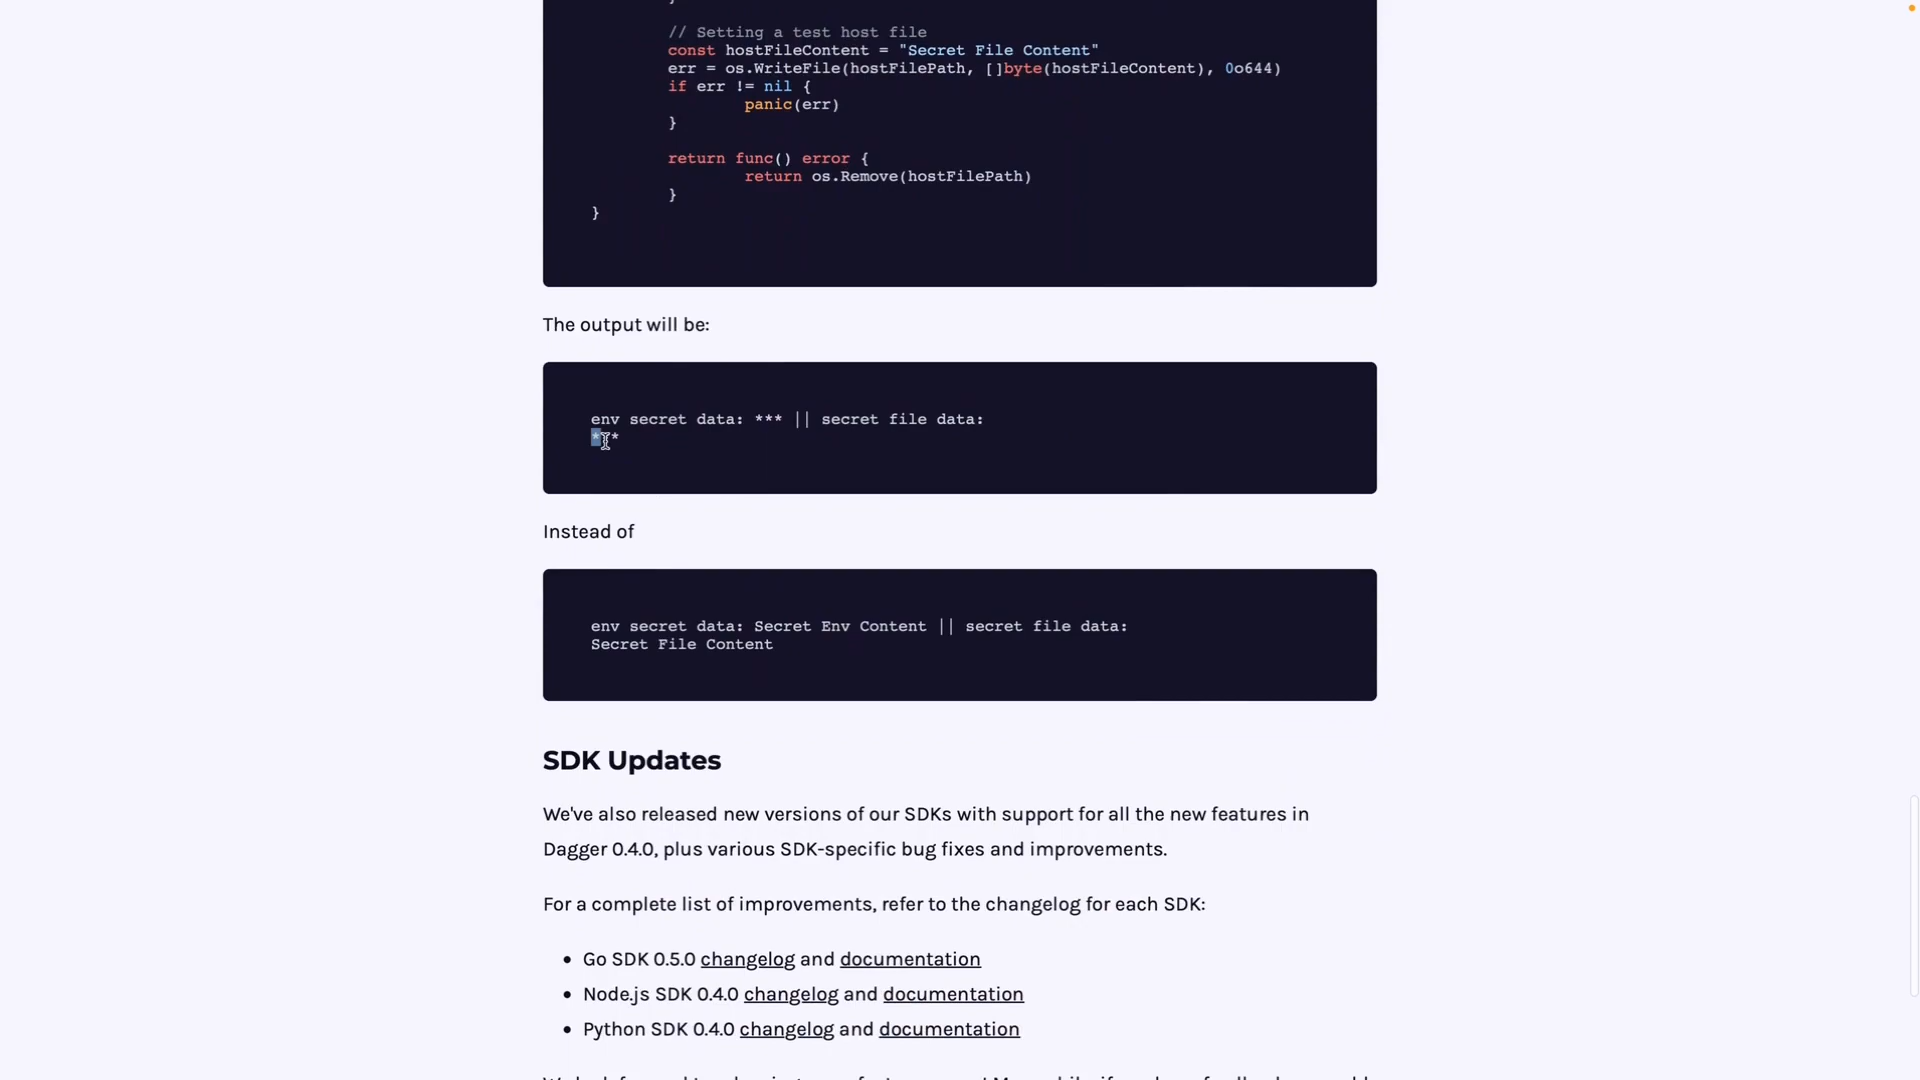 }
// Setting a test host file
const hostFileContent = "Secret File Content"
err = os.WriteFile(hostFilePath, []byte(hostFileContent), 0o644)
if err != nil {
panic(err)
}
return func() error {
return os.Remove(hostFilePath)
}
}
The output will be:
env secret data: *** || secret file data:
***
Instead of
env secret data: Secret Env Content || secret file data:
Secret File Content
SDK Updates
We've also released new versions of our SDKs with support for all the new features in
Dagger 0.4.0, plus various SDK-specific bug fixes and improvements.
For a complete list of improvements, refer to the changelog for each SDK:
• Go SDK 0.5.0 changelog and documentation
• Node.js SDK 0.4.0 changelog and documentation
• Python SDK 0.4.0 changelog and documentation